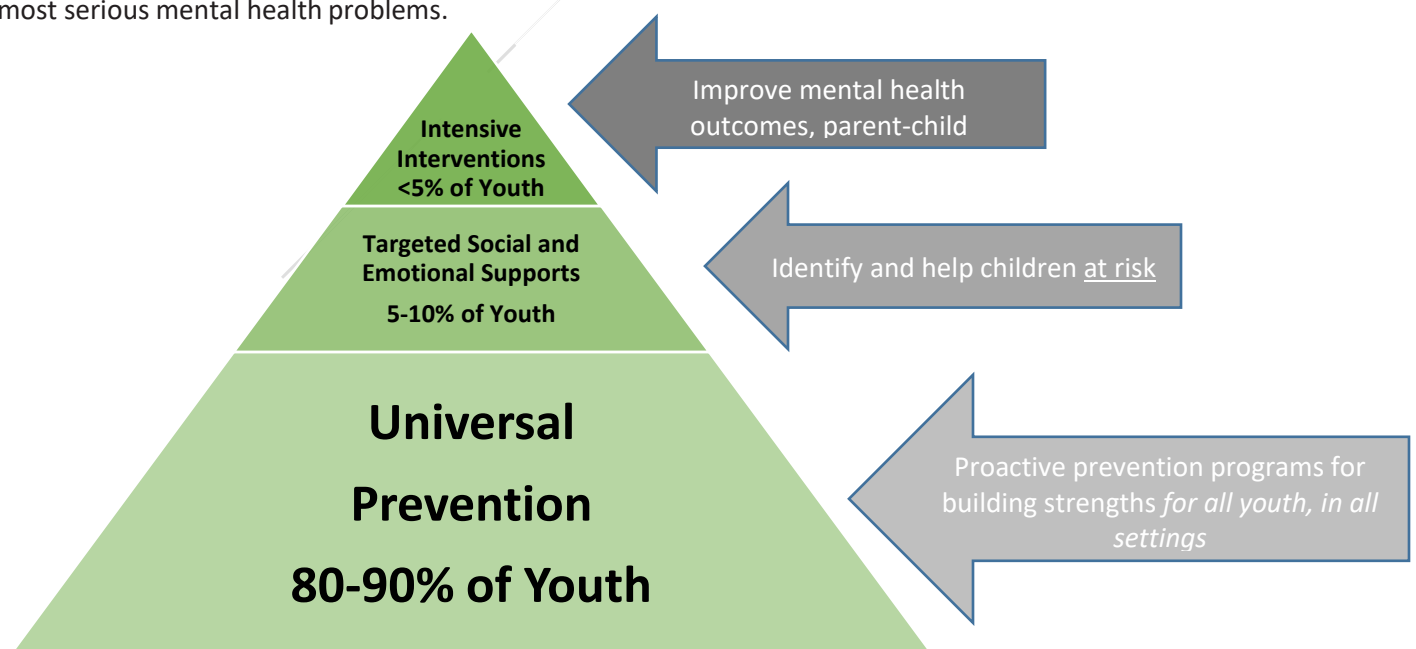 most serious mental health problems.
Intensive
Interventions
<5% of Youth
Improve mental health
outcomes, parent-child
Targeted Social and
Emotional Supports
5-10% of Youth
Identify and help children at risk
Universal
Prevention
80-90% of Youth
Proactive prevention programs for
building strengths for all youth, in all
settings